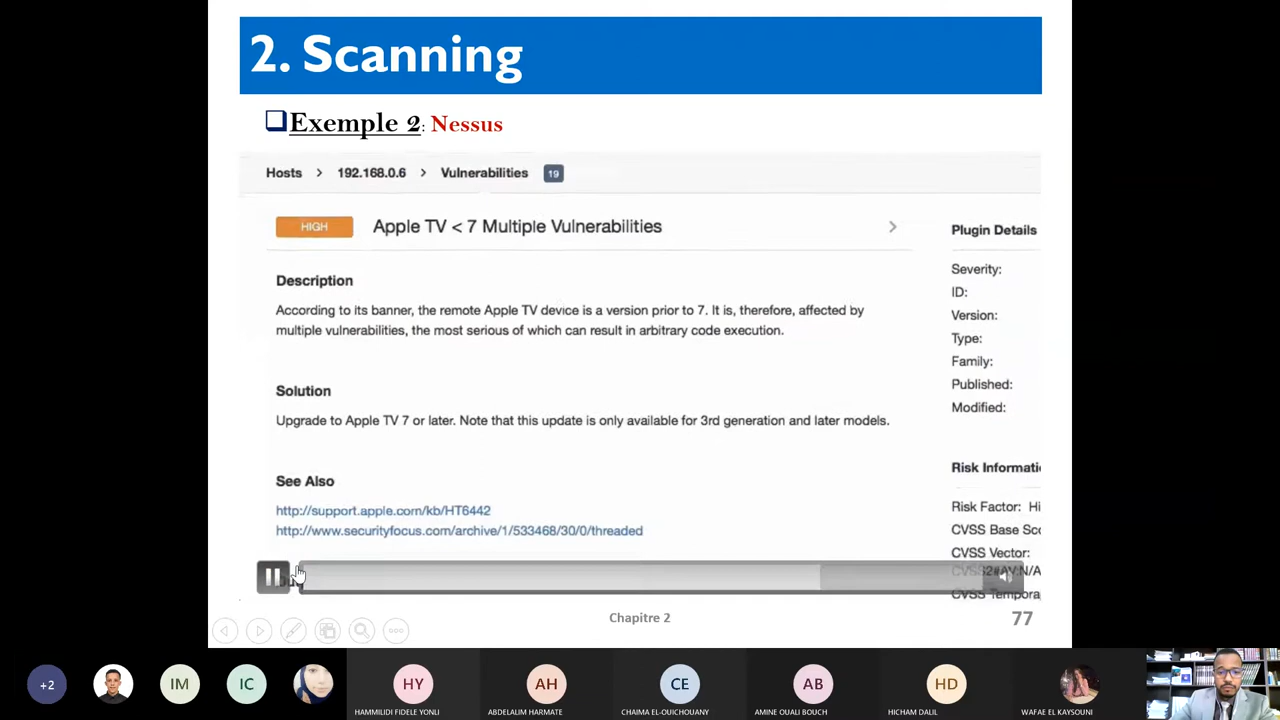 2. Scanning
Exemple 2: Nessus
Hosts > 192.168.0.6 > Vulnerabilities 19
HIGH Apple TV < 7 Multiple Vulnerabilities >
Plugin Details
Description
Severity:
According to its banner, the remote Apple TV device is a version prior to 7. It is, therefore, affected by
multiple vulnerabilities, the most serious of which can result in arbitrary code execution.
ID:
Version:
Type:
Family:
Published:
Modified:
Solution
Upgrade to Apple TV 7 or later. Note that this update is only available for 3rd generation and later models.
See Also
http://support.apple.com/kb/HT6442
http://www.securityfocus.com/archive/1/533468/30/0/threaded
Risk Informati
Risk Factor: Hi
CVSS Base Sco
CVSS Vector:
CVSS2#AV:N/A
CVSS Tempora
Chapitre 2
77
+2
IM
IC
HY
HAMMILIDI FIDELE YONLI
AH
ABDELALIM HARMATE
CE
CHAIMA EL-OUICHOUANY
AB
AMINE OUALI BOUCH
HD
HICHAM DALIL
WAFAE EL KAYSOUNI